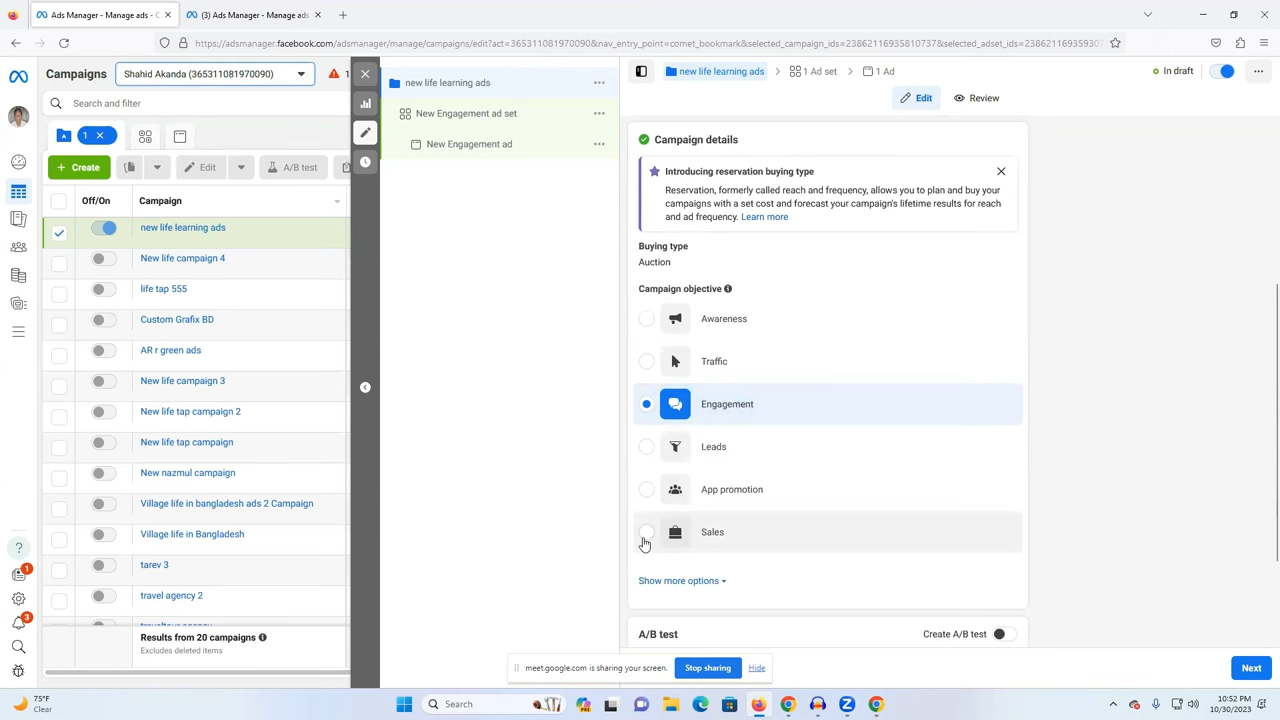 Ads Manager - Manage ads - C
(3) Ads Manager - Manage ads
https://adsmanager.facebook.com/adsmanager/manage/campaigns/edit?act=365311081970090&nav_entry_point=comet_bookmark&selected_campaign_ids=23862116935810737&selected_adset_ids=238621169359307
Campaigns
Shahid Akanda (365311081970090)
1
Search and filter
1
Create
Edit
A/B test
Off/On
Campaign
new life learning ads
New life campaign 4
life tap 555
Custom Grafix BD
AR r green ads
New life campaign 3
New life tap campaign 2
New life tap campaign
New nazmul campaign
Village life in bangladesh ads 2 Campaign
Village life in Bangladesh
tarev 3
travel agency 2
Results from 20 campaigns
Excludes deleted items
1
3
new life learning ads
New Engagement ad set
New Engagement ad
new life learning ads
1 Ad set
1 Ad
In draft
Edit
Review
Campaign details
Introducing reservation buying type
Reservation, formerly called reach and frequency, allows you to plan and buy your
campaigns with a set cost and forecast your campaign's lifetime results for reach
and ad frequency. Learn more
Buying type
Auction
Campaign objective
Awareness
Traffic
Engagement
Leads
App promotion
Sales
Show more options
A/B test
Create A/B test
Next
meet.google.com is sharing your screen.
Stop sharing
Hide
75°F
Clear
Search
10:52 PM
10/30/2023